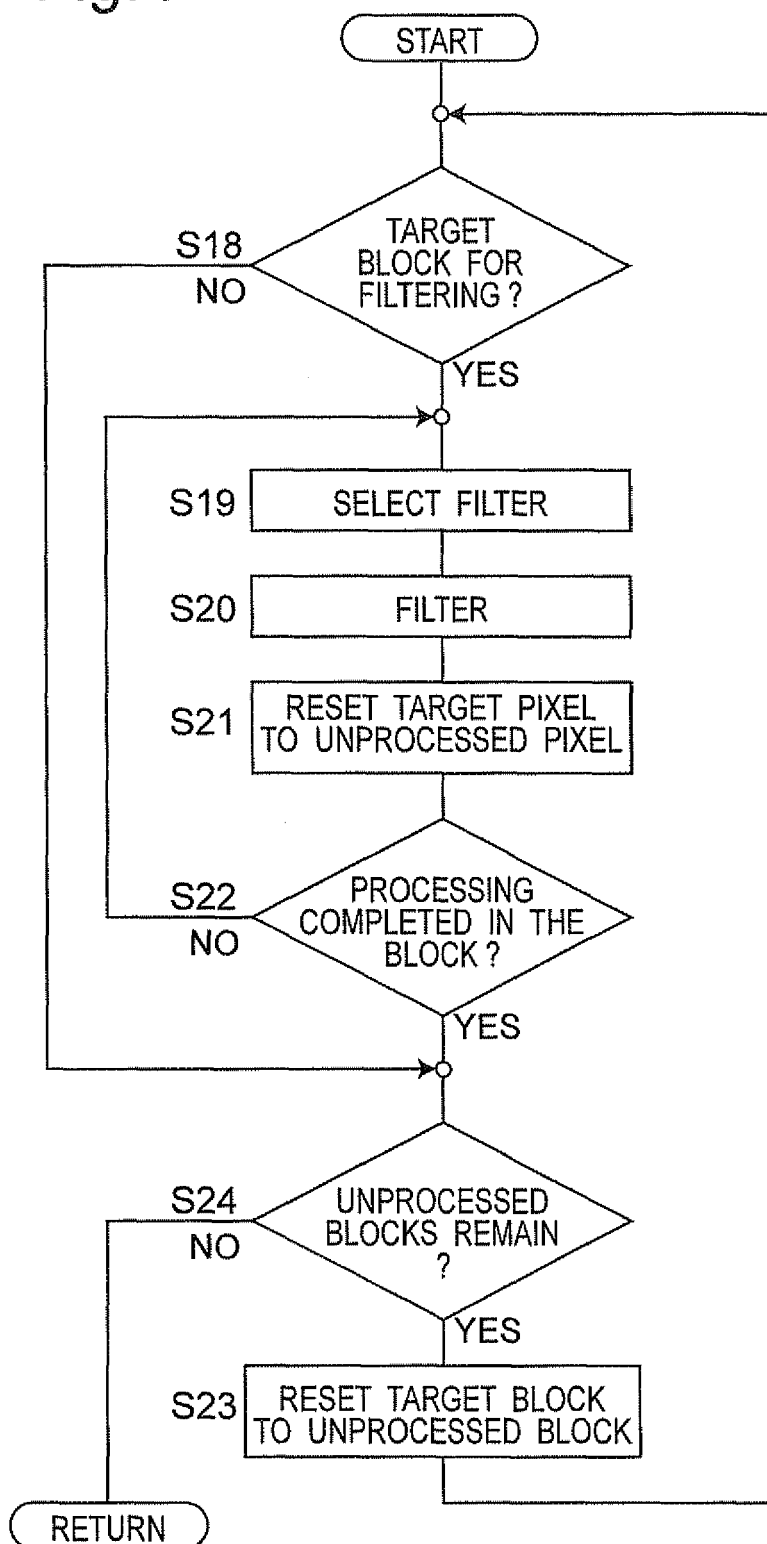 START
S18
NO
TARGET
BLOCK FOR
FILTERING ?
YES
S19
SELECT FILTER
S20
FILTER
S21
RESET TARGET PIXEL
TO UNPROCESSED PIXEL
S22
NO
PROCESSING
COMPLETED IN THE
BLOCK ?
YES
S24
NO
UNPROCESSED
BLOCKS REMAIN
?
YES
S23
RESET TARGET BLOCK
TO UNPROCESSED BLOCK
RETURN